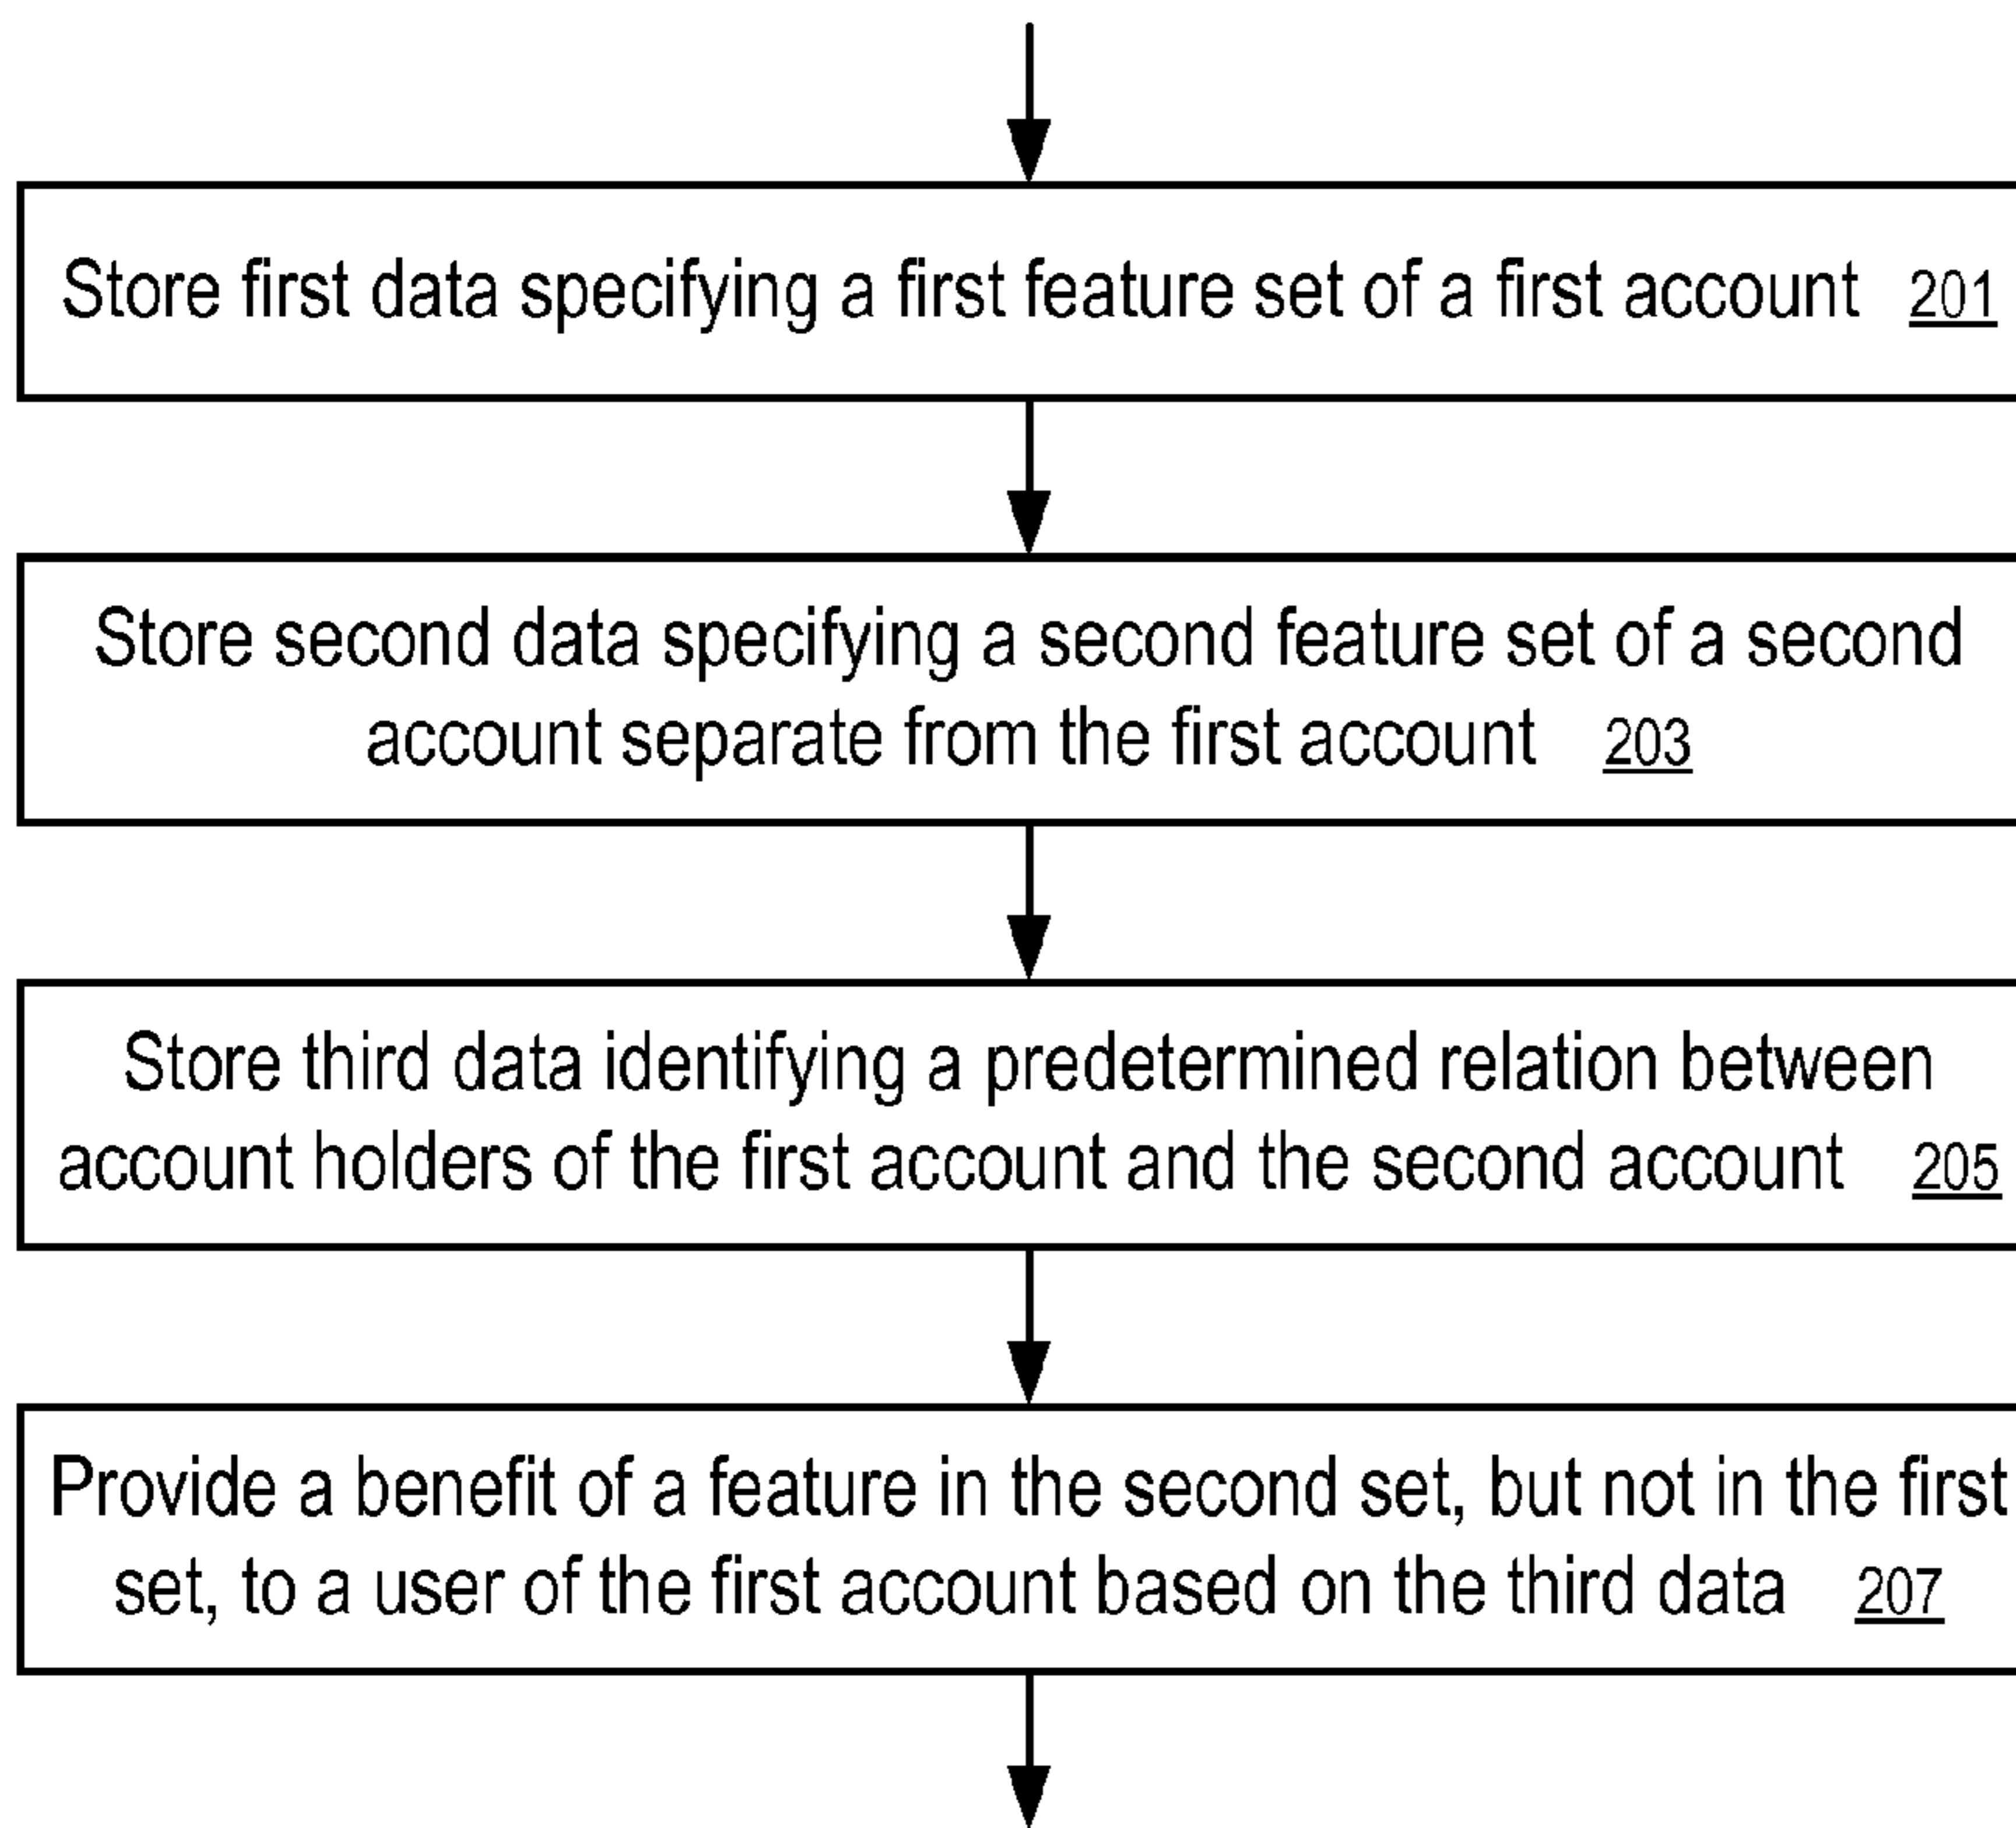 Store first data specifying a first feature set of a first account 201
Store second data specifying a second feature set of a second
account separate from the first account 203
Store third data identifying a predetermined relation between
account holders of the first account and the second account 205
Provide a benefit of a feature in the second set, but not in the first
set, to a user of the first account based on the third data 207